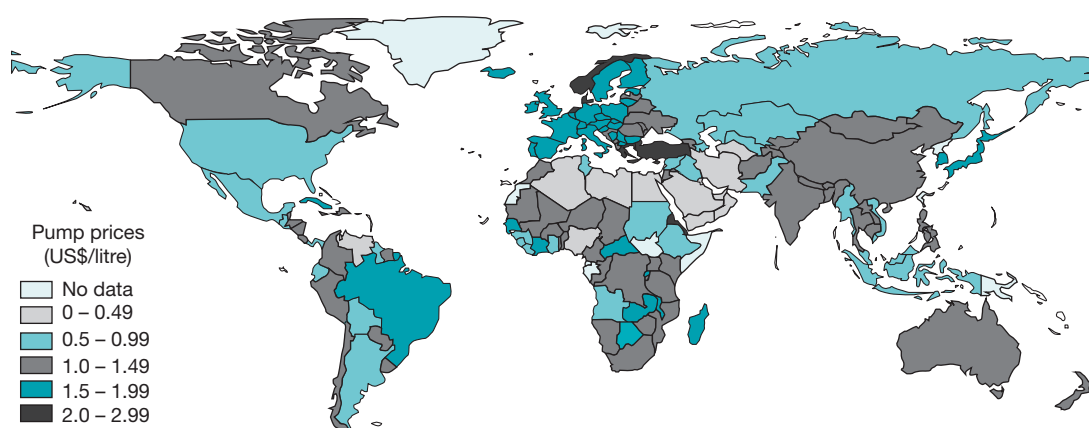 Pump prices
(US$/litre)
No data
0 – 0.49
0.5 – 0.99
1.0 – 1.49
1.5 – 1.99
2.0 – 2.99